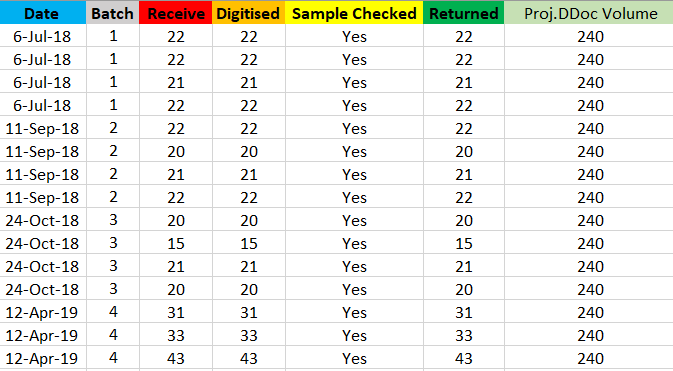 Date Batch Receive Digitised Sample Checked Returned Proj.DDoc Volume
6-Jul-18 1 22 22 Yes 22 240
6-Jul-18 1 22 22 Yes 22 240
6-Jul-18 1 21 21 Yes 21 240
6-Jul-18 1 22 22 Yes 22 240
11-Sep-18 2 22 22 Yes 22 240
11-Sep-18 2 20 20 Yes 20 240
11-Sep-18 2 21 21 Yes 21 240
11-Sep-18 2 22 22 Yes 22 240
24-Oct-18 3 20 20 Yes 20 240
24-Oct-18 3 15 15 Yes 15 240
24-Oct-18 3 21 21 Yes 21 240
24-Oct-18 3 20 20 Yes 20 240
12-Apr-19 4 31 31 Yes 31 240
12-Apr-19 4 33 33 Yes 33 240
12-Apr-19 4 43 43 Yes 43 240